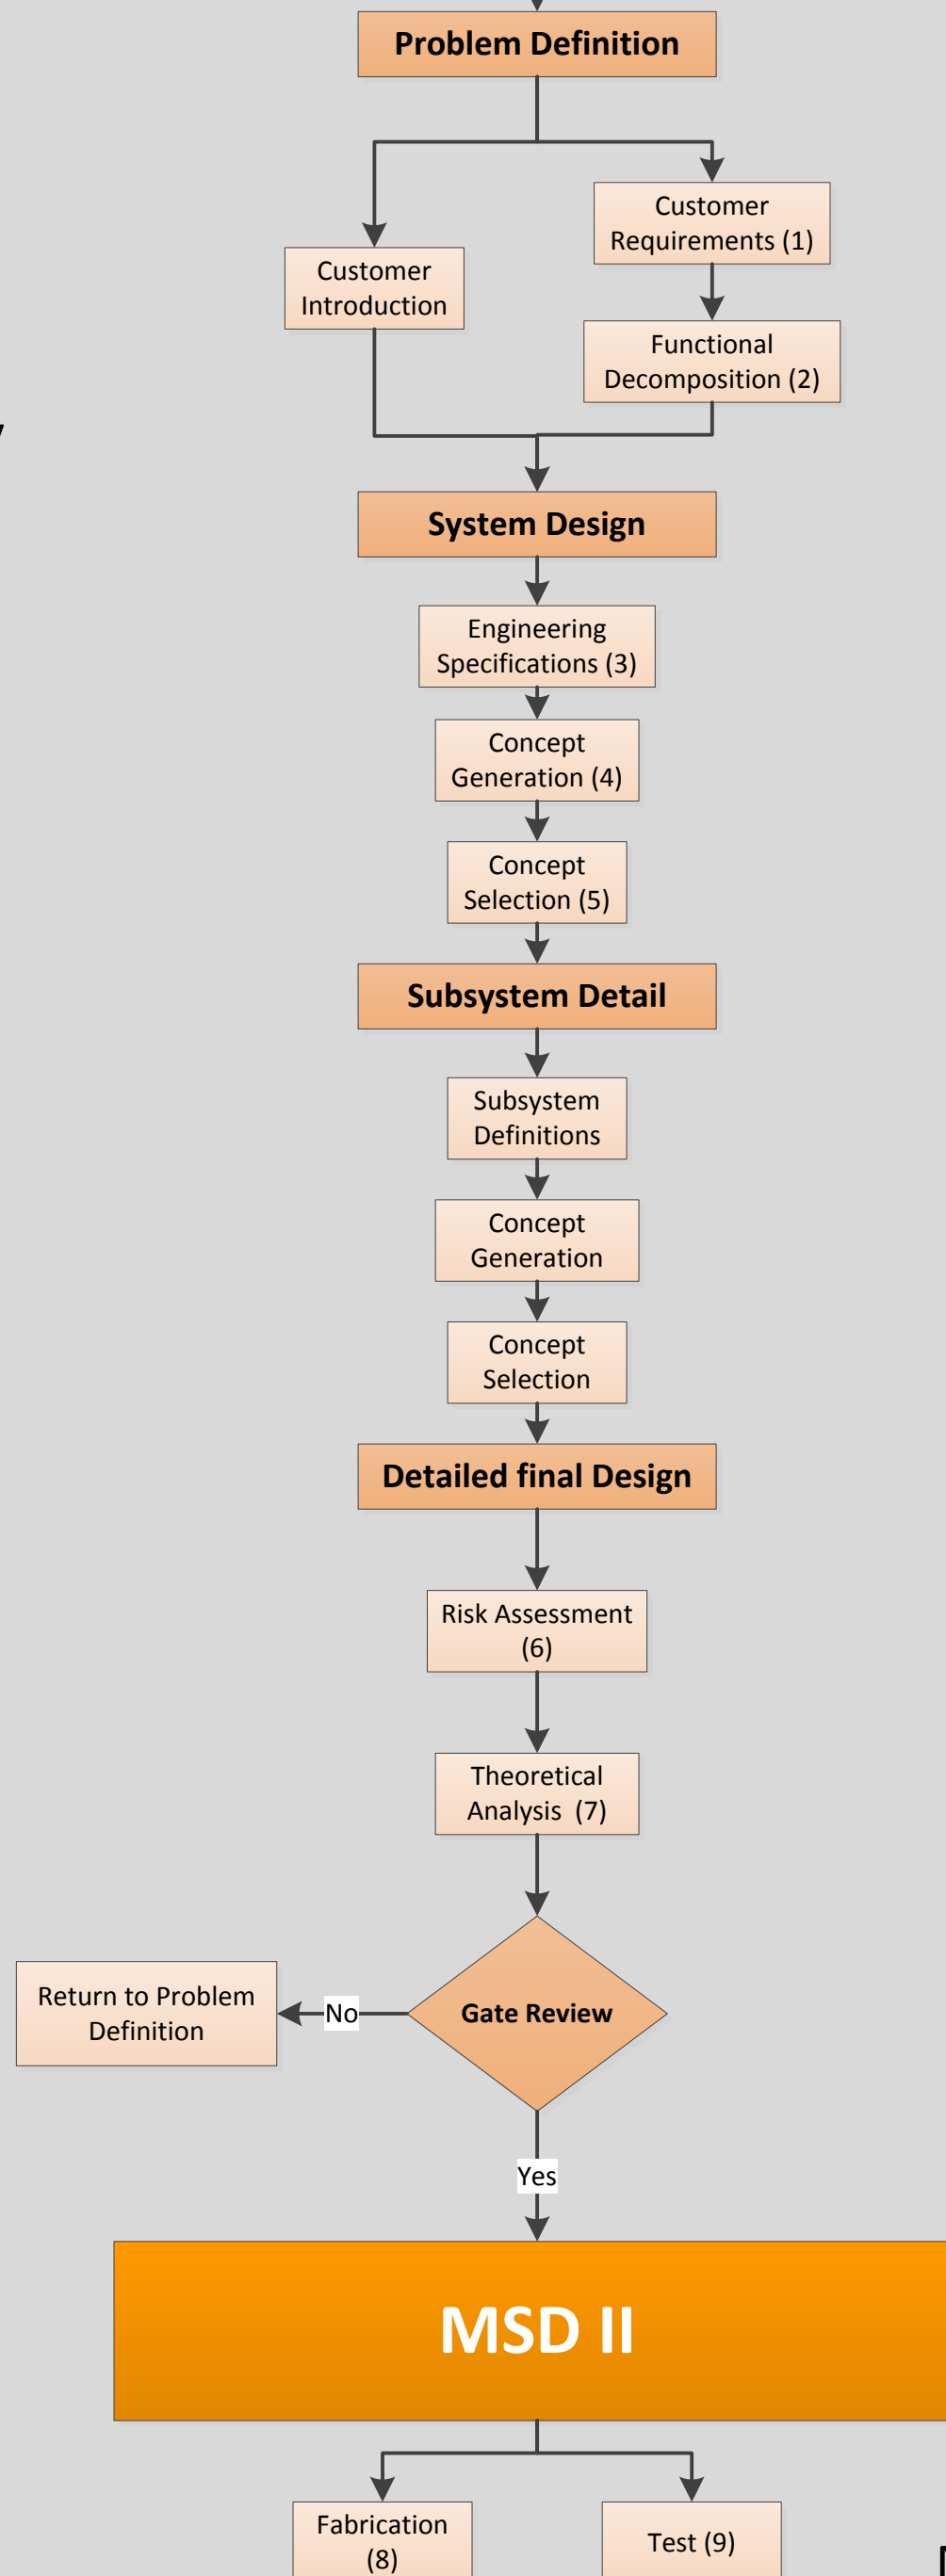 Problem Definition
Customer
Requirements (1)
Customer
Introduction
Functional
Decomposition (2)
System Design
Engineering
Specifications (3)
Concept
Generation (4)
Concept
Selection (5)
Subsystem Detail
Subsystem
Definitions
Concept
Generation
Concept
Selection
Detailed final Design
Risk Assessment
(6)
Theoretical
Analysis  (7)
Gate Review
No
Return to Problem
Definition
Yes
MSD II
Fabrication
(8)
Test (9)